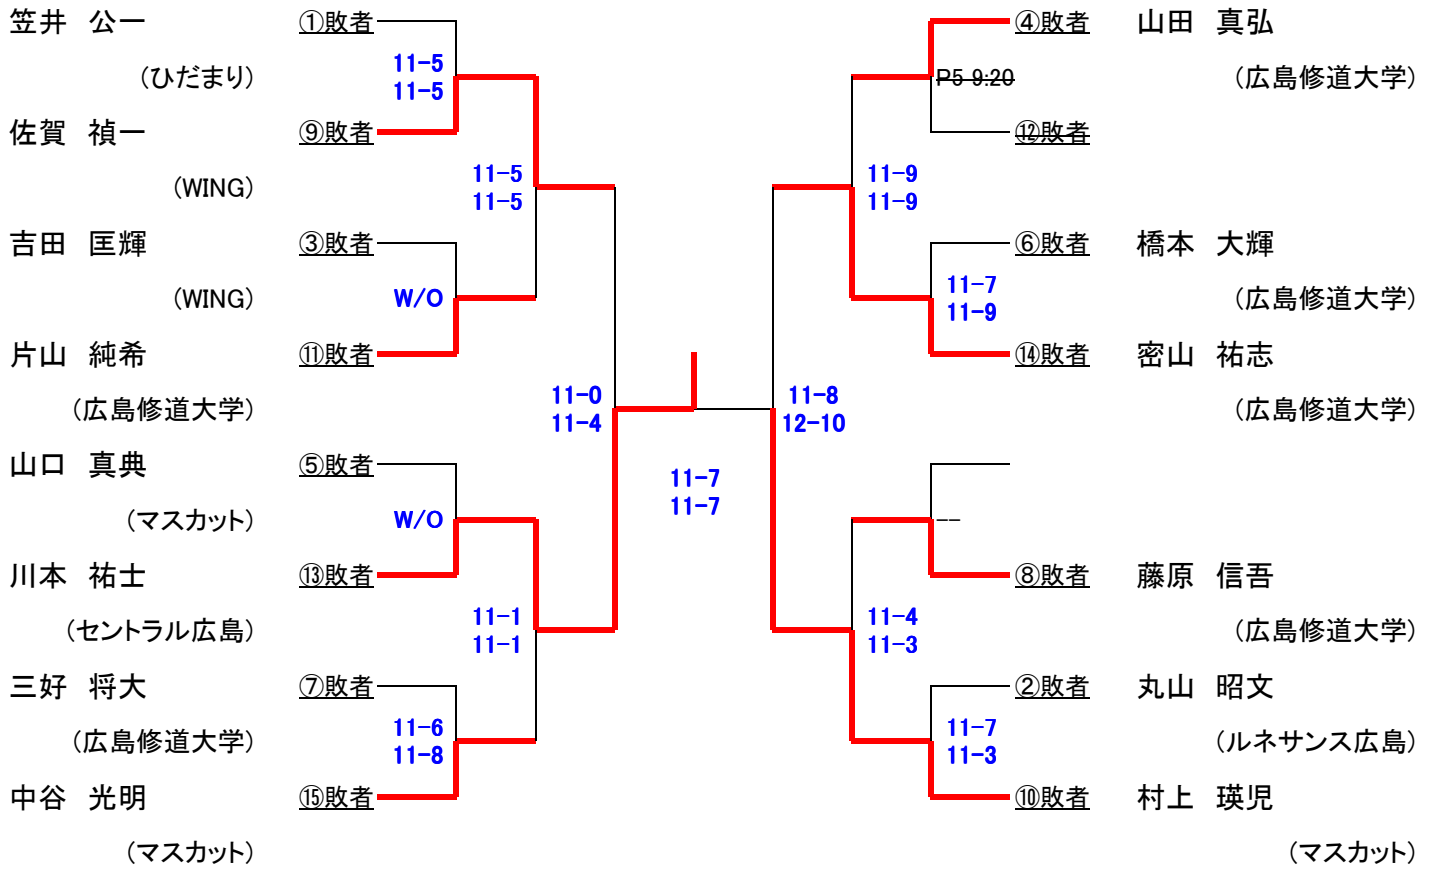 笠井 公一 ①敗者 ④敗者 山田 真弘
11-5
(ひだまり) 11-5 P5 9:20 (広島修道大学)
佐賀 禎一 ⑨敗者 ⑫敗者
11-5 11-9
(WING) 11-5 11-9
吉田 匡輝 ③敗者 ⑥敗者 橋本 大輝
11-7
(WING) W/O 11-9 (広島修道大学)
片山 純希 ⑪敗者 ⑭敗者 密山 祐志
11-0 11-8
(広島修道大学) 11-4 12-10 (広島修道大学)
山口 真典 ⑤敗者
11-7
11-7
(マスカット) W/O --
川本 祐士 ⑬敗者 ⑧敗者 藤原 信吾
11-1 11-4
(セントラル広島) 11-1 11-3 (広島修道大学)
三好 将大 ⑦敗者 ②敗者 丸山 昭文
11-6 11-7
(広島修道大学) 11-8 11-3 (ルネサンス広島)
中谷 光明 ⑮敗者 ⑩敗者 村上 瑛児
(マスカット) (マスカット)